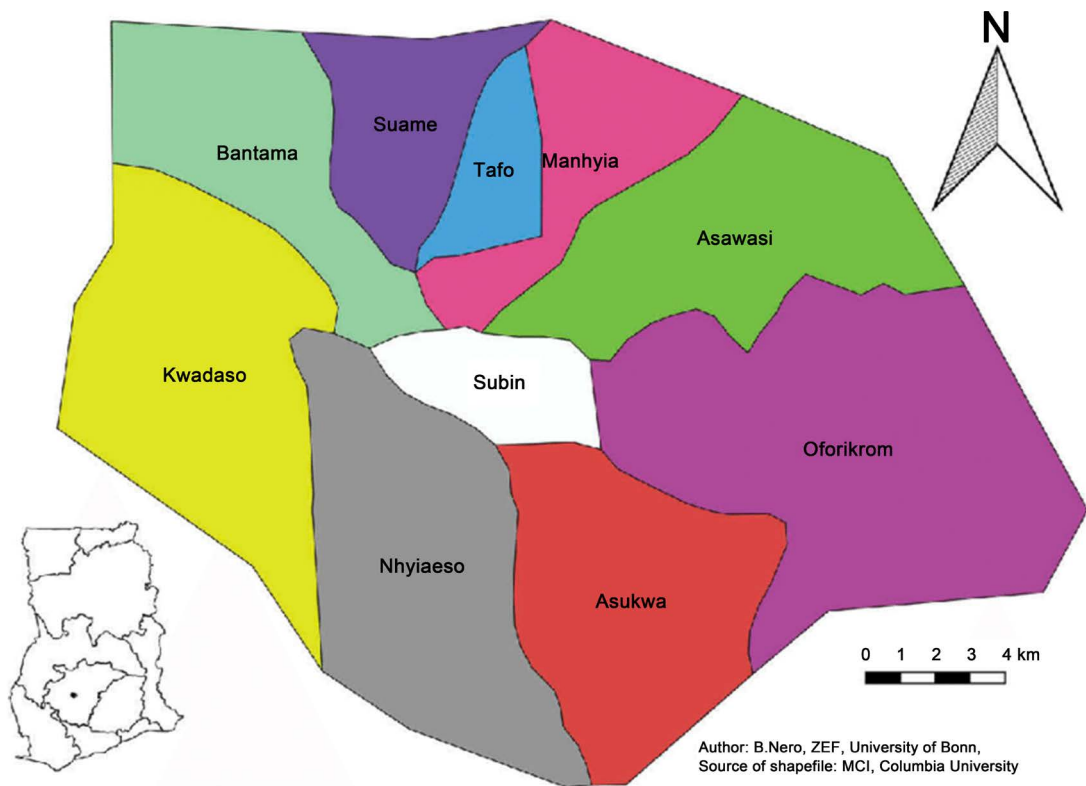 N
Suame
Bantama
Tafo
Manhyia
Asawasi
Kwadaso
Subin
Oforikrom
Nhyiaeso
Asukwa
0 1 2 3 4 km
Author: B.Nero, ZEF, University of Bonn,
Source of shapefile: MCI, Columbia University